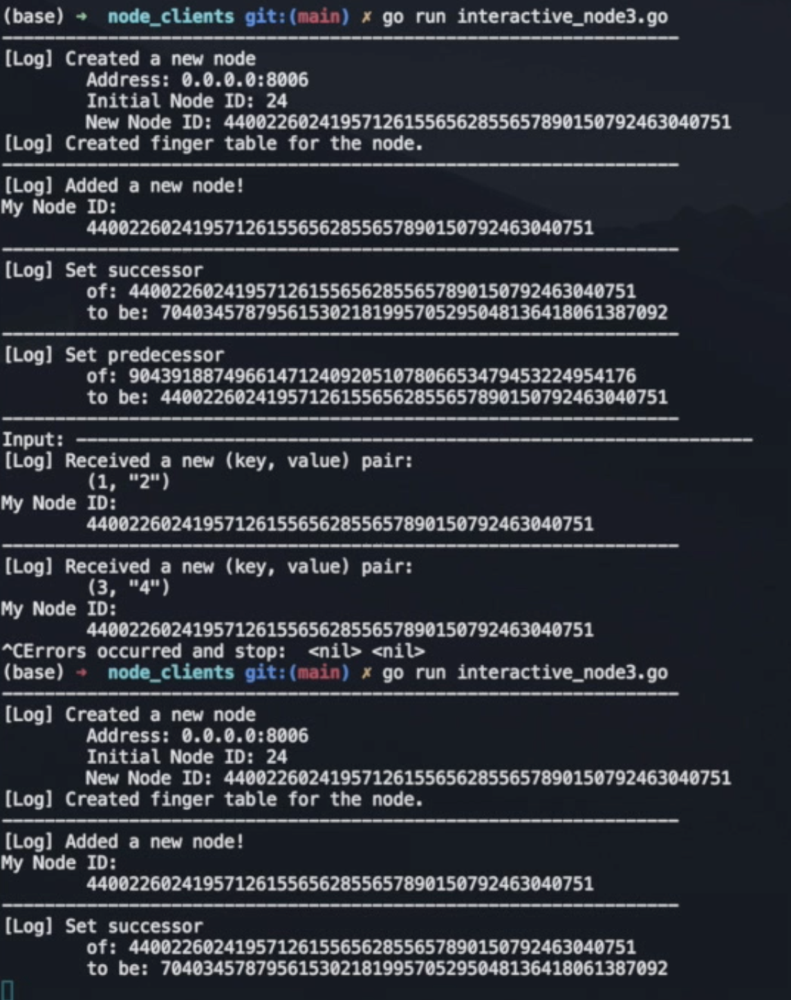 (base) → node_clients git:(main) ✗ go run interactive_node3.go
[Log] Created a new node
Address: 0.0.0.0:8006
Initial Node ID: 24
New Node ID: 440022602419571261556562855657890150792463040751
[Log] Created finger table for the node.
[Log] Added a new node!
My Node ID:
440022602419571261556562855657890150792463040751
[Log] Set successor
of: 440022602419571261556562855657890150792463040751
to be: 704034578795615302181995705295048136418061387092
[Log] Set predecessor
of: 904391887496614712409205107806653479453224954176
to be: 440022602419571261556562855657890150792463040751
Input:
[Log] Received a new (key, value) pair:
(1, "2")
My Node ID:
440022602419571261556562855657890150792463040751
[Log] Received a new (key, value) pair:
(3, "4")
My Node ID:
440022602419571261556562855657890150792463040751
^CErrors occurred and stop:  <nil> <nil>
(base) → node_clients git:(main) ✗ go run interactive_node3.go
[Log] Created a new node
Address: 0.0.0.0:8006
Initial Node ID: 24
New Node ID: 440022602419571261556562855657890150792463040751
[Log] Created finger table for the node.
[Log] Added a new node!
My Node ID:
440022602419571261556562855657890150792463040751
[Log] Set successor
of: 440022602419571261556562855657890150792463040751
to be: 704034578795615302181995705295048136418061387092